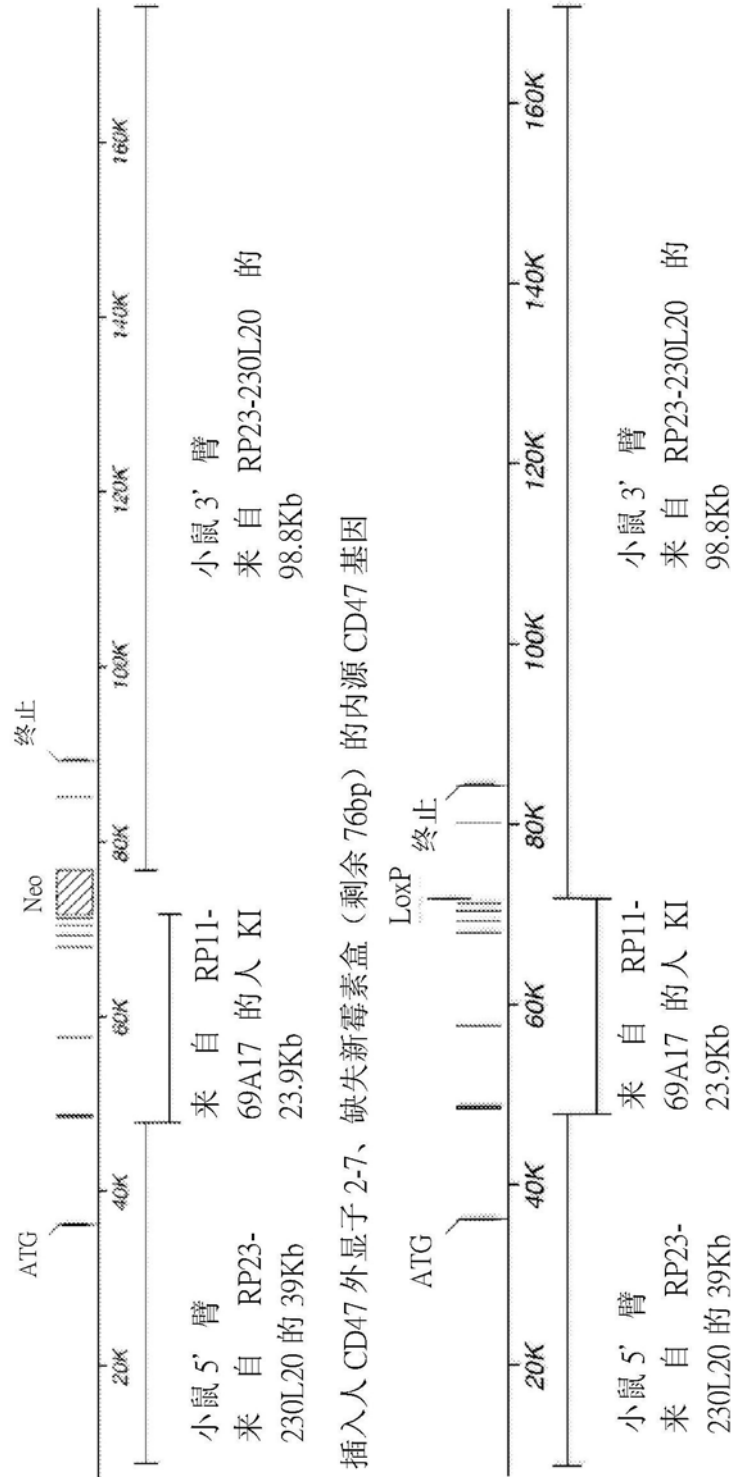 ATG
Neo
终止
20K 40K 60K 80K 100K 120K 140K 160K
小鼠 5’ 臂
来 自 RP23-
230L20 的 39Kb
来 自 RP11-
69A17 的人 KI
23.9Kb
小鼠 3’ 臂
来 自 RP23-230L20 的
98.8Kb
插入人 CD47 外显子 2-7、缺失新霉素盒（剩余 76bp）的内源 CD47 基因
ATG
LoxP
终止
20K 40K 60K 80K 100K 120K 140K 160K
小鼠 5’ 臂
来 自 RP23-
230L20 的 39Kb
来 自 RP11-
69A17 的人 KI
23.9Kb
小鼠 3’ 臂
来 自 RP23-230L20 的
98.8Kb